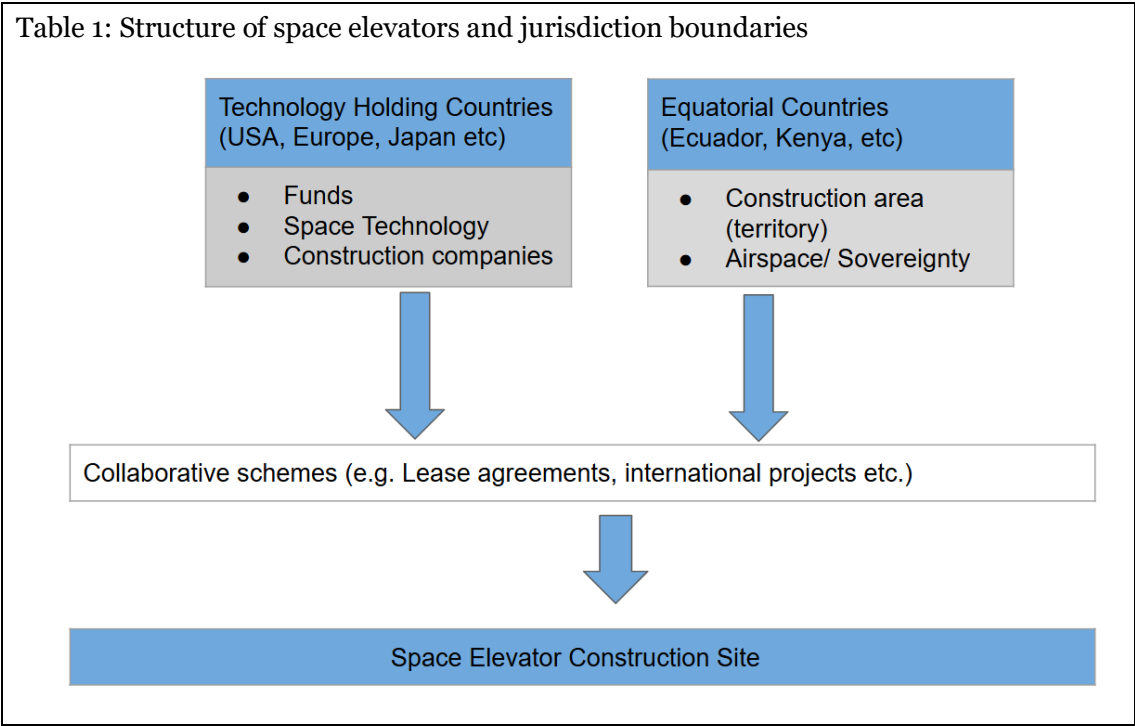 Table 1: Structure of space elevators and jurisdiction boundaries
Technology Holding Countries
(USA, Europe, Japan etc)
● Funds
● Space Technology
● Construction companies
Equatorial Countries
(Ecuador, Kenya, etc)
● Construction area
(territory)
● Airspace/ Sovereignty
Collaborative schemes (e.g. Lease agreements, international projects etc.)
Space Elevator Construction Site